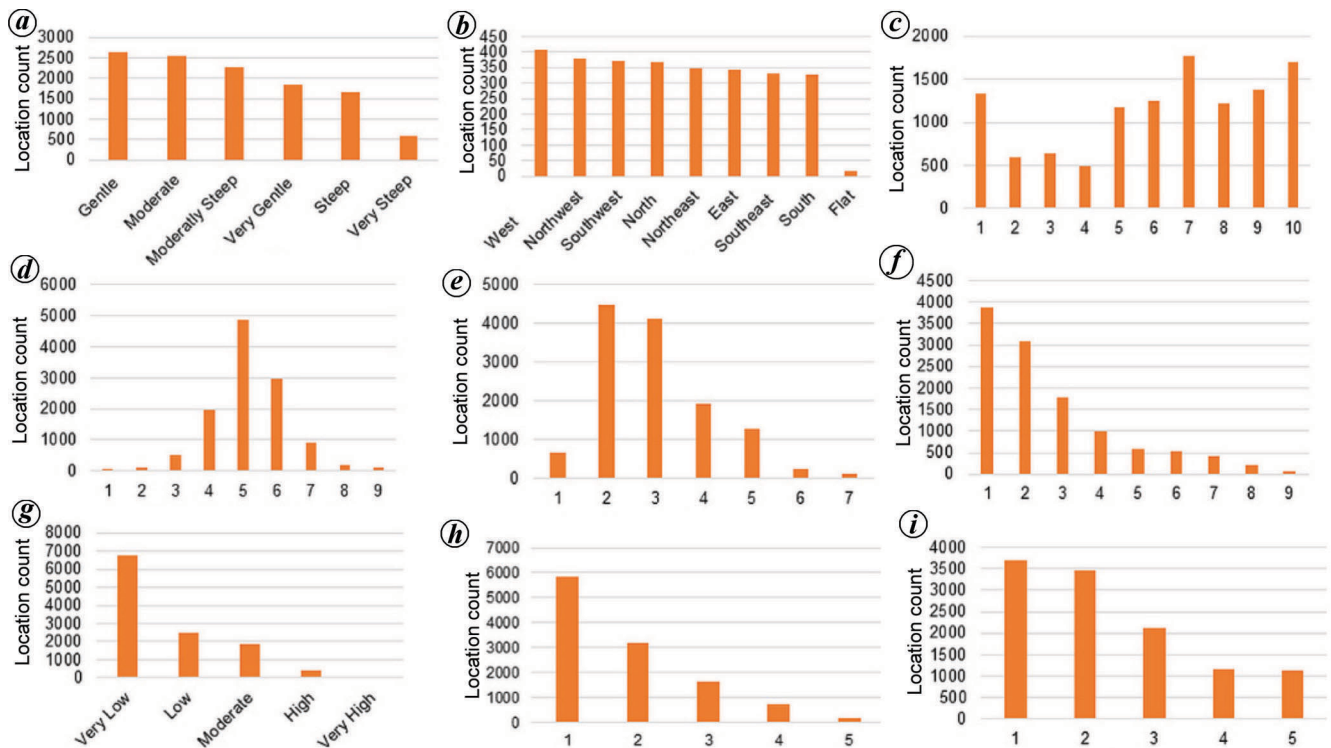 a
Location count
3000
2500
2000
1500
1000
500
0
Gentle
Moderate
Moderally Steep
Very Gentle
Steep
Very Steep
b
Location count
450
400
350
300
250
200
150
100
50
0
West
Northwest
Southwest
North
Northeast
East
Southeast
South
Flat
c
Location count
2000
1500
1000
500
0
1 2 3 4 5 6 7 8 9 10
d
Location count
6000
5000
4000
3000
2000
1000
0
1 2 3 4 5 6 7 8 9
e
Location count
5000
4000
3000
2000
1000
0
1 2 3 4 5 6 7
f
Location count
4500
4000
3500
3000
2500
2000
1500
1000
500
0
1 2 3 4 5 6 7 8 9
g
Location count
8000
7000
6000
5000
4000
3000
2000
1000
0
Very Low
Low
Moderate
High
Very High
h
Location count
7000
6000
5000
4000
3000
2000
1000
0
1 2 3 4 5
i
Location count
4000
3500
3000
2500
2000
1500
1000
500
0
1 2 3 4 5